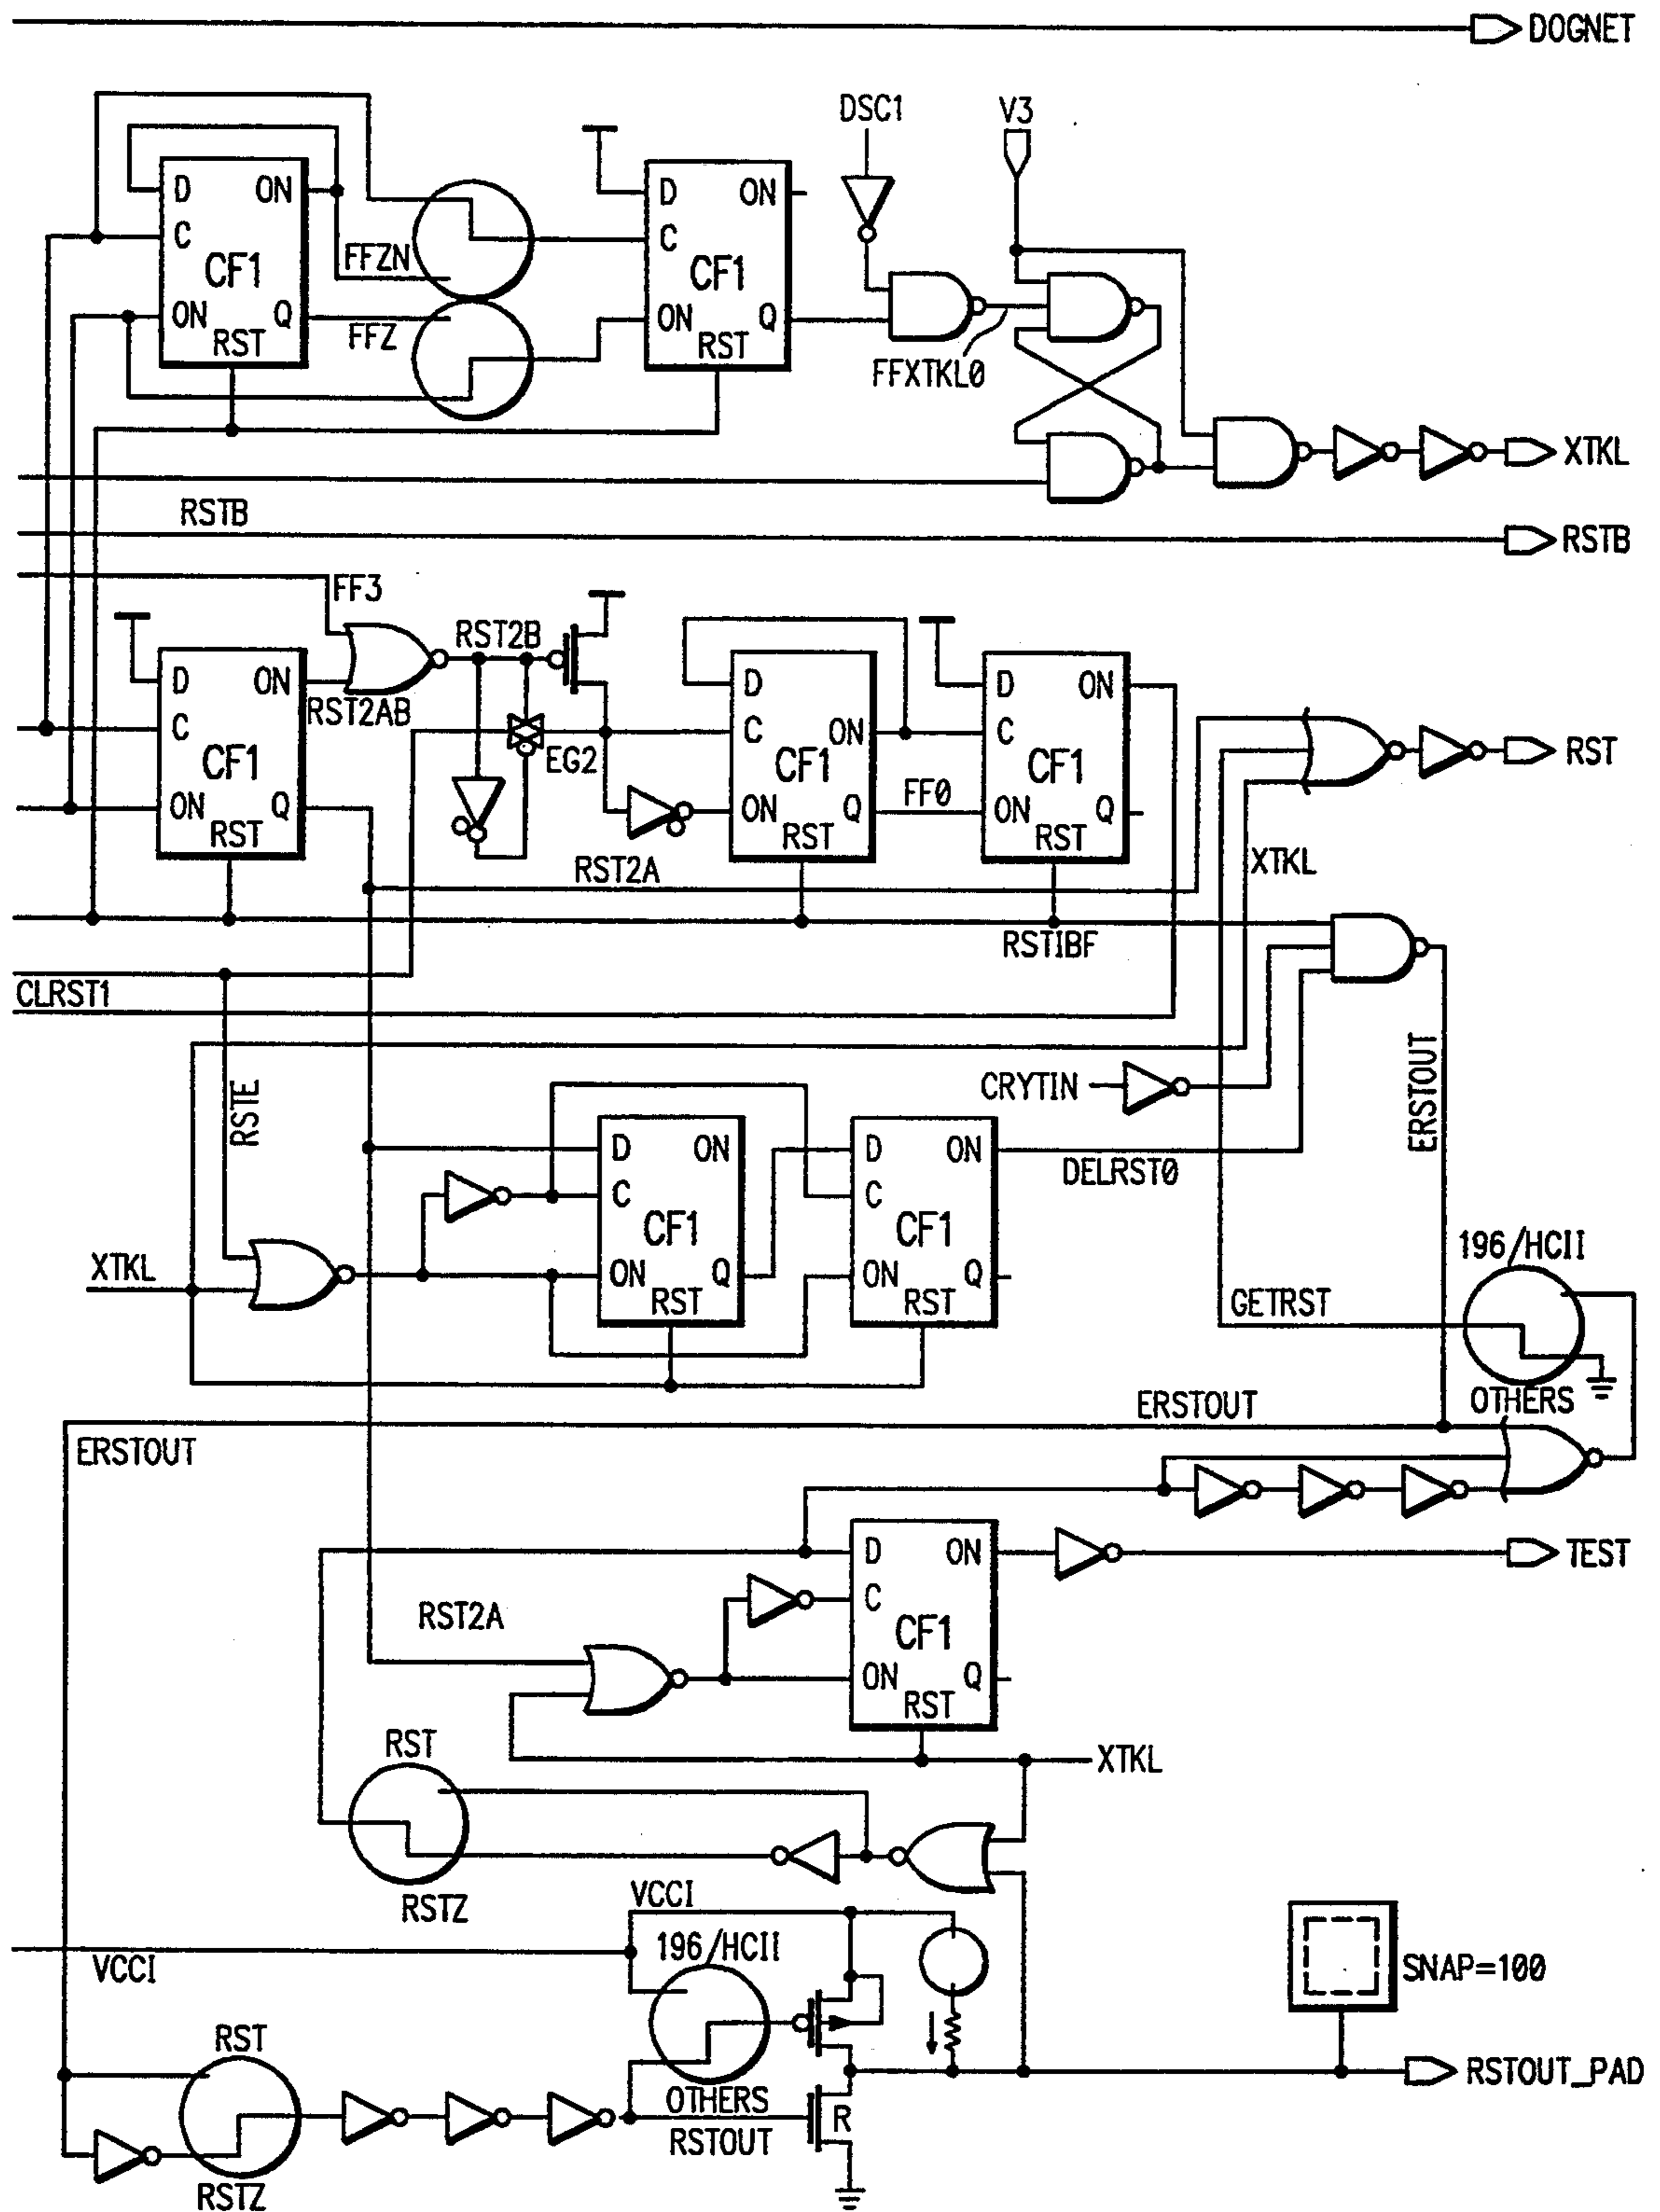 DOGNET
DSC1
V3
D
ON
C
CF1
ON
Q
RST
FFZN
FFZ
D
ON
C
CF1
ON
Q
RST
FFXTKL0
XTKL
RSTB
RSTB
FF3
RST2B
D
ON
C
CF1
ON
Q
RST
RST2AB
EG2
D
C
ON
CF1
ON
Q
RST
FF0
D
ON
C
CF1
ON
Q
RST
RST
RST2A
XTKL
RSTIBF
CLRST1
RSTE
CRYTIN
ERSTOUT
D
ON
C
CF1
ON
Q
RST
D
ON
C
CF1
ON
Q
RST
DELRST0
XTKL
196/HCII
GETRST
OTHERS
ERSTOUT
ERSTOUT
D
ON
C
CF1
ON
Q
RST
TEST
RST2A
RST
XTKL
RSTZ
VCCI
VCCI
196/HCII
SNAP=100
RST
OTHERS
RSTOUT
R
RSTOUT_PAD
RSTZ